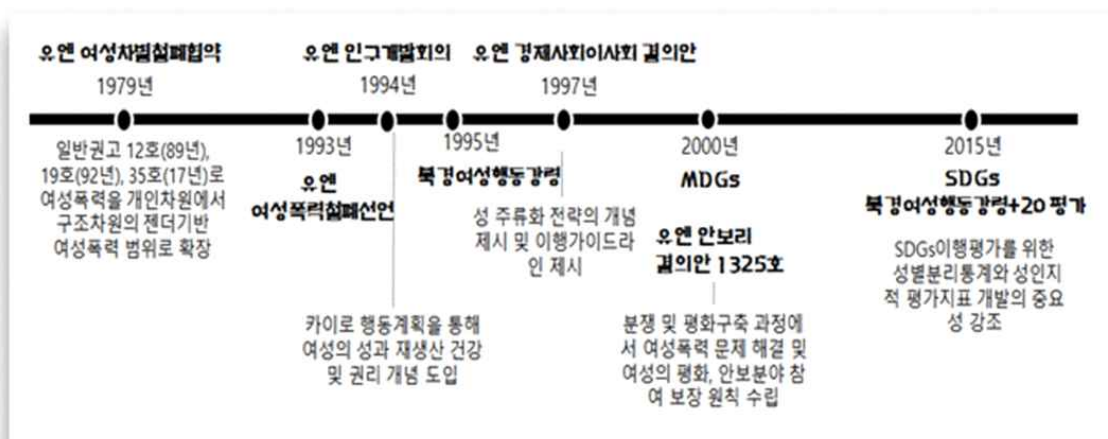 유엔 여성차별철폐협약
1979년
일반권고 12호(89년),
19호(92년), 35호(17년)로
여성폭력을 개인차원에서
구조차원의 젠더기반
여성폭력 범위로 확장
1993년
유엔
여성폭력철폐선언
유엔 인구개발회의
1994년
카이로 행동계획을 통해
여성의 성과 재생산 건강
및 권리 개념 도입
1995년
북경여성행동강령
유엔 경제사회이사회 결의안
1997년
성 주류화 전략의 개념
제시 및 이행가이드라
인 제시
2000년
MDGs
유엔 안보리
결의안 1325호
분쟁 및 평화구축 과정에
서 여성폭력 문제 해결 및
여성의 평화, 안보분야 참
여 보장 원칙 수립
2015년
SDGs
북경여성행동강령+20 평가
SDGs이행평가를 위한
성별분리통계와 성인지
적 평가지표 개발의 중요
성 강조